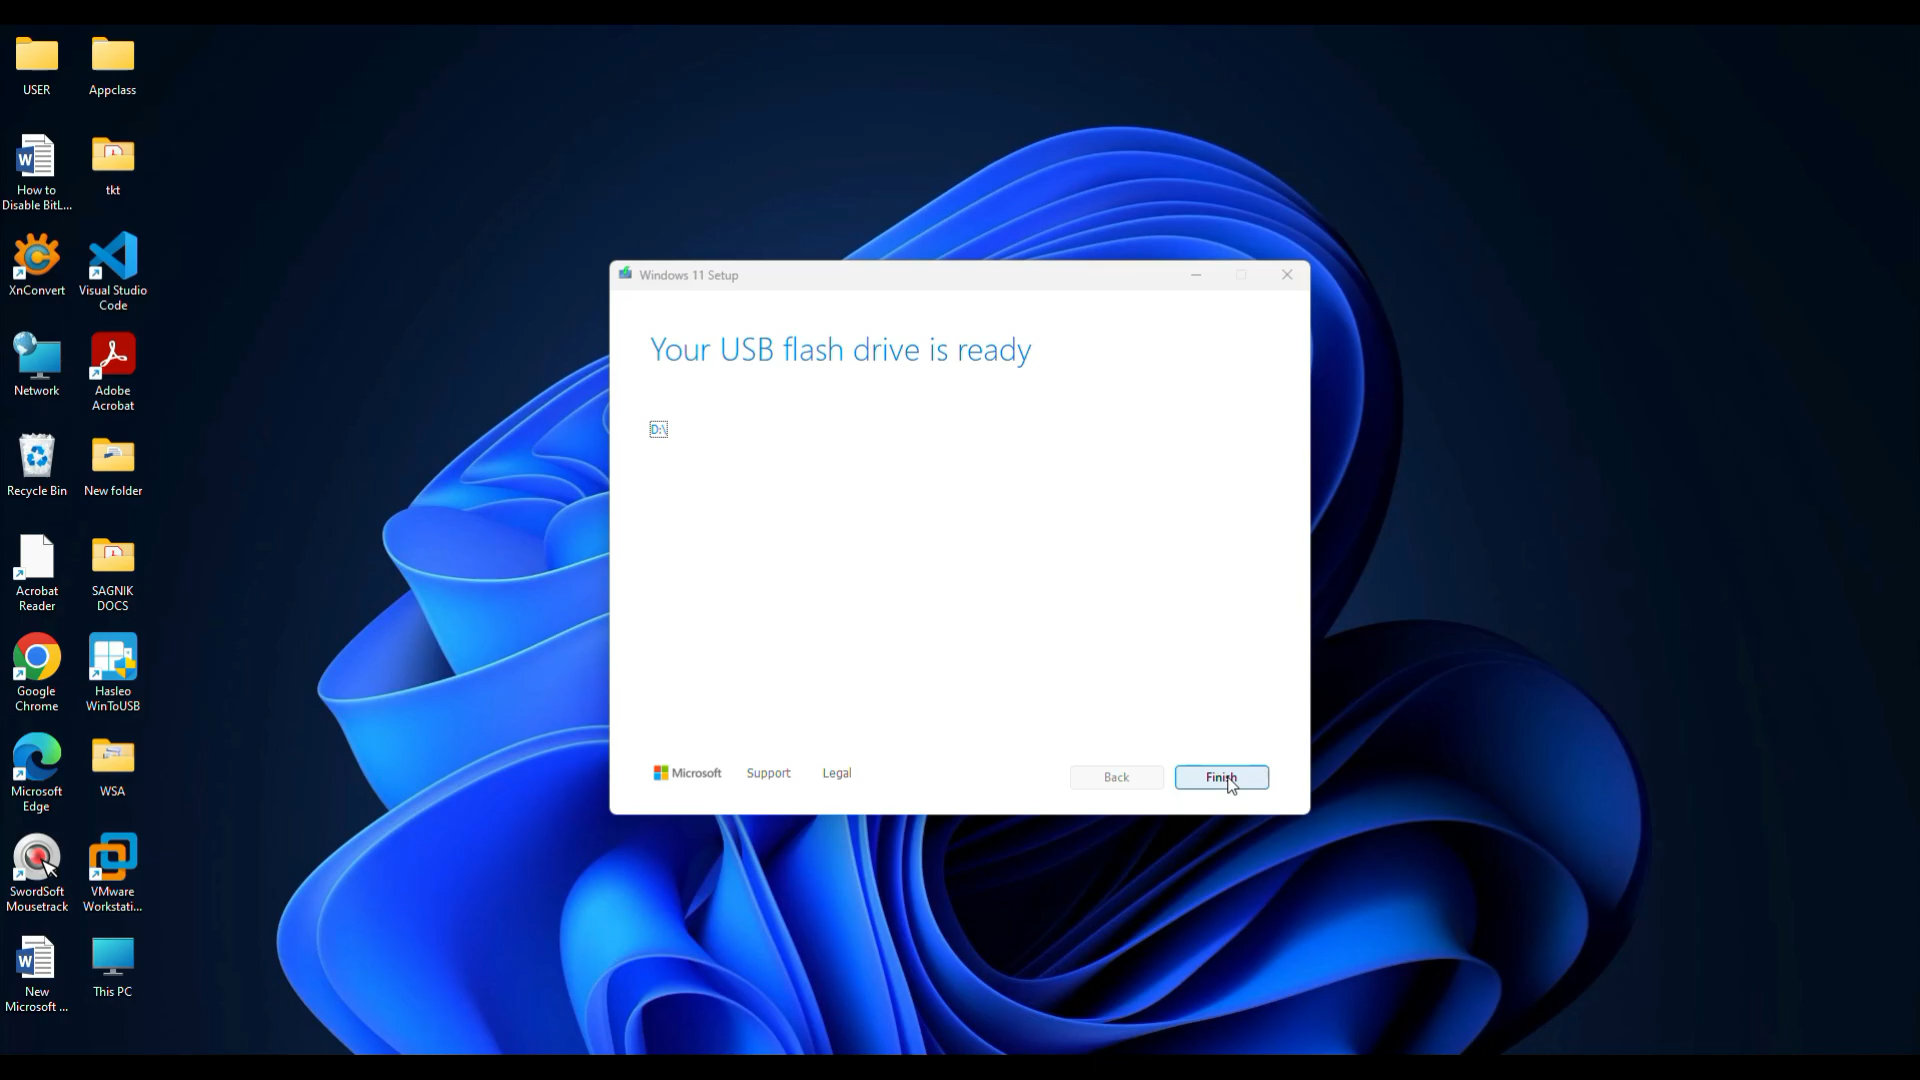 USER
Appclass
How to
Disable BitL...
tkt
XnConvert
Visual Studio
Code
Network
Adobe
Acrobat
Recycle Bin
New folder
Acrobat
Reader
SAGNIK
DOCS
Google
Chrome
Hasleo
WinToUSB
Microsoft
Edge
WSA
SwordSoft
Mousetrack
VMware
Workstati...
New
Microsoft ...
This PC
Windows 11 Setup
Your USB flash drive is ready
D:\
Microsoft
Support
Legal
Back
Finish